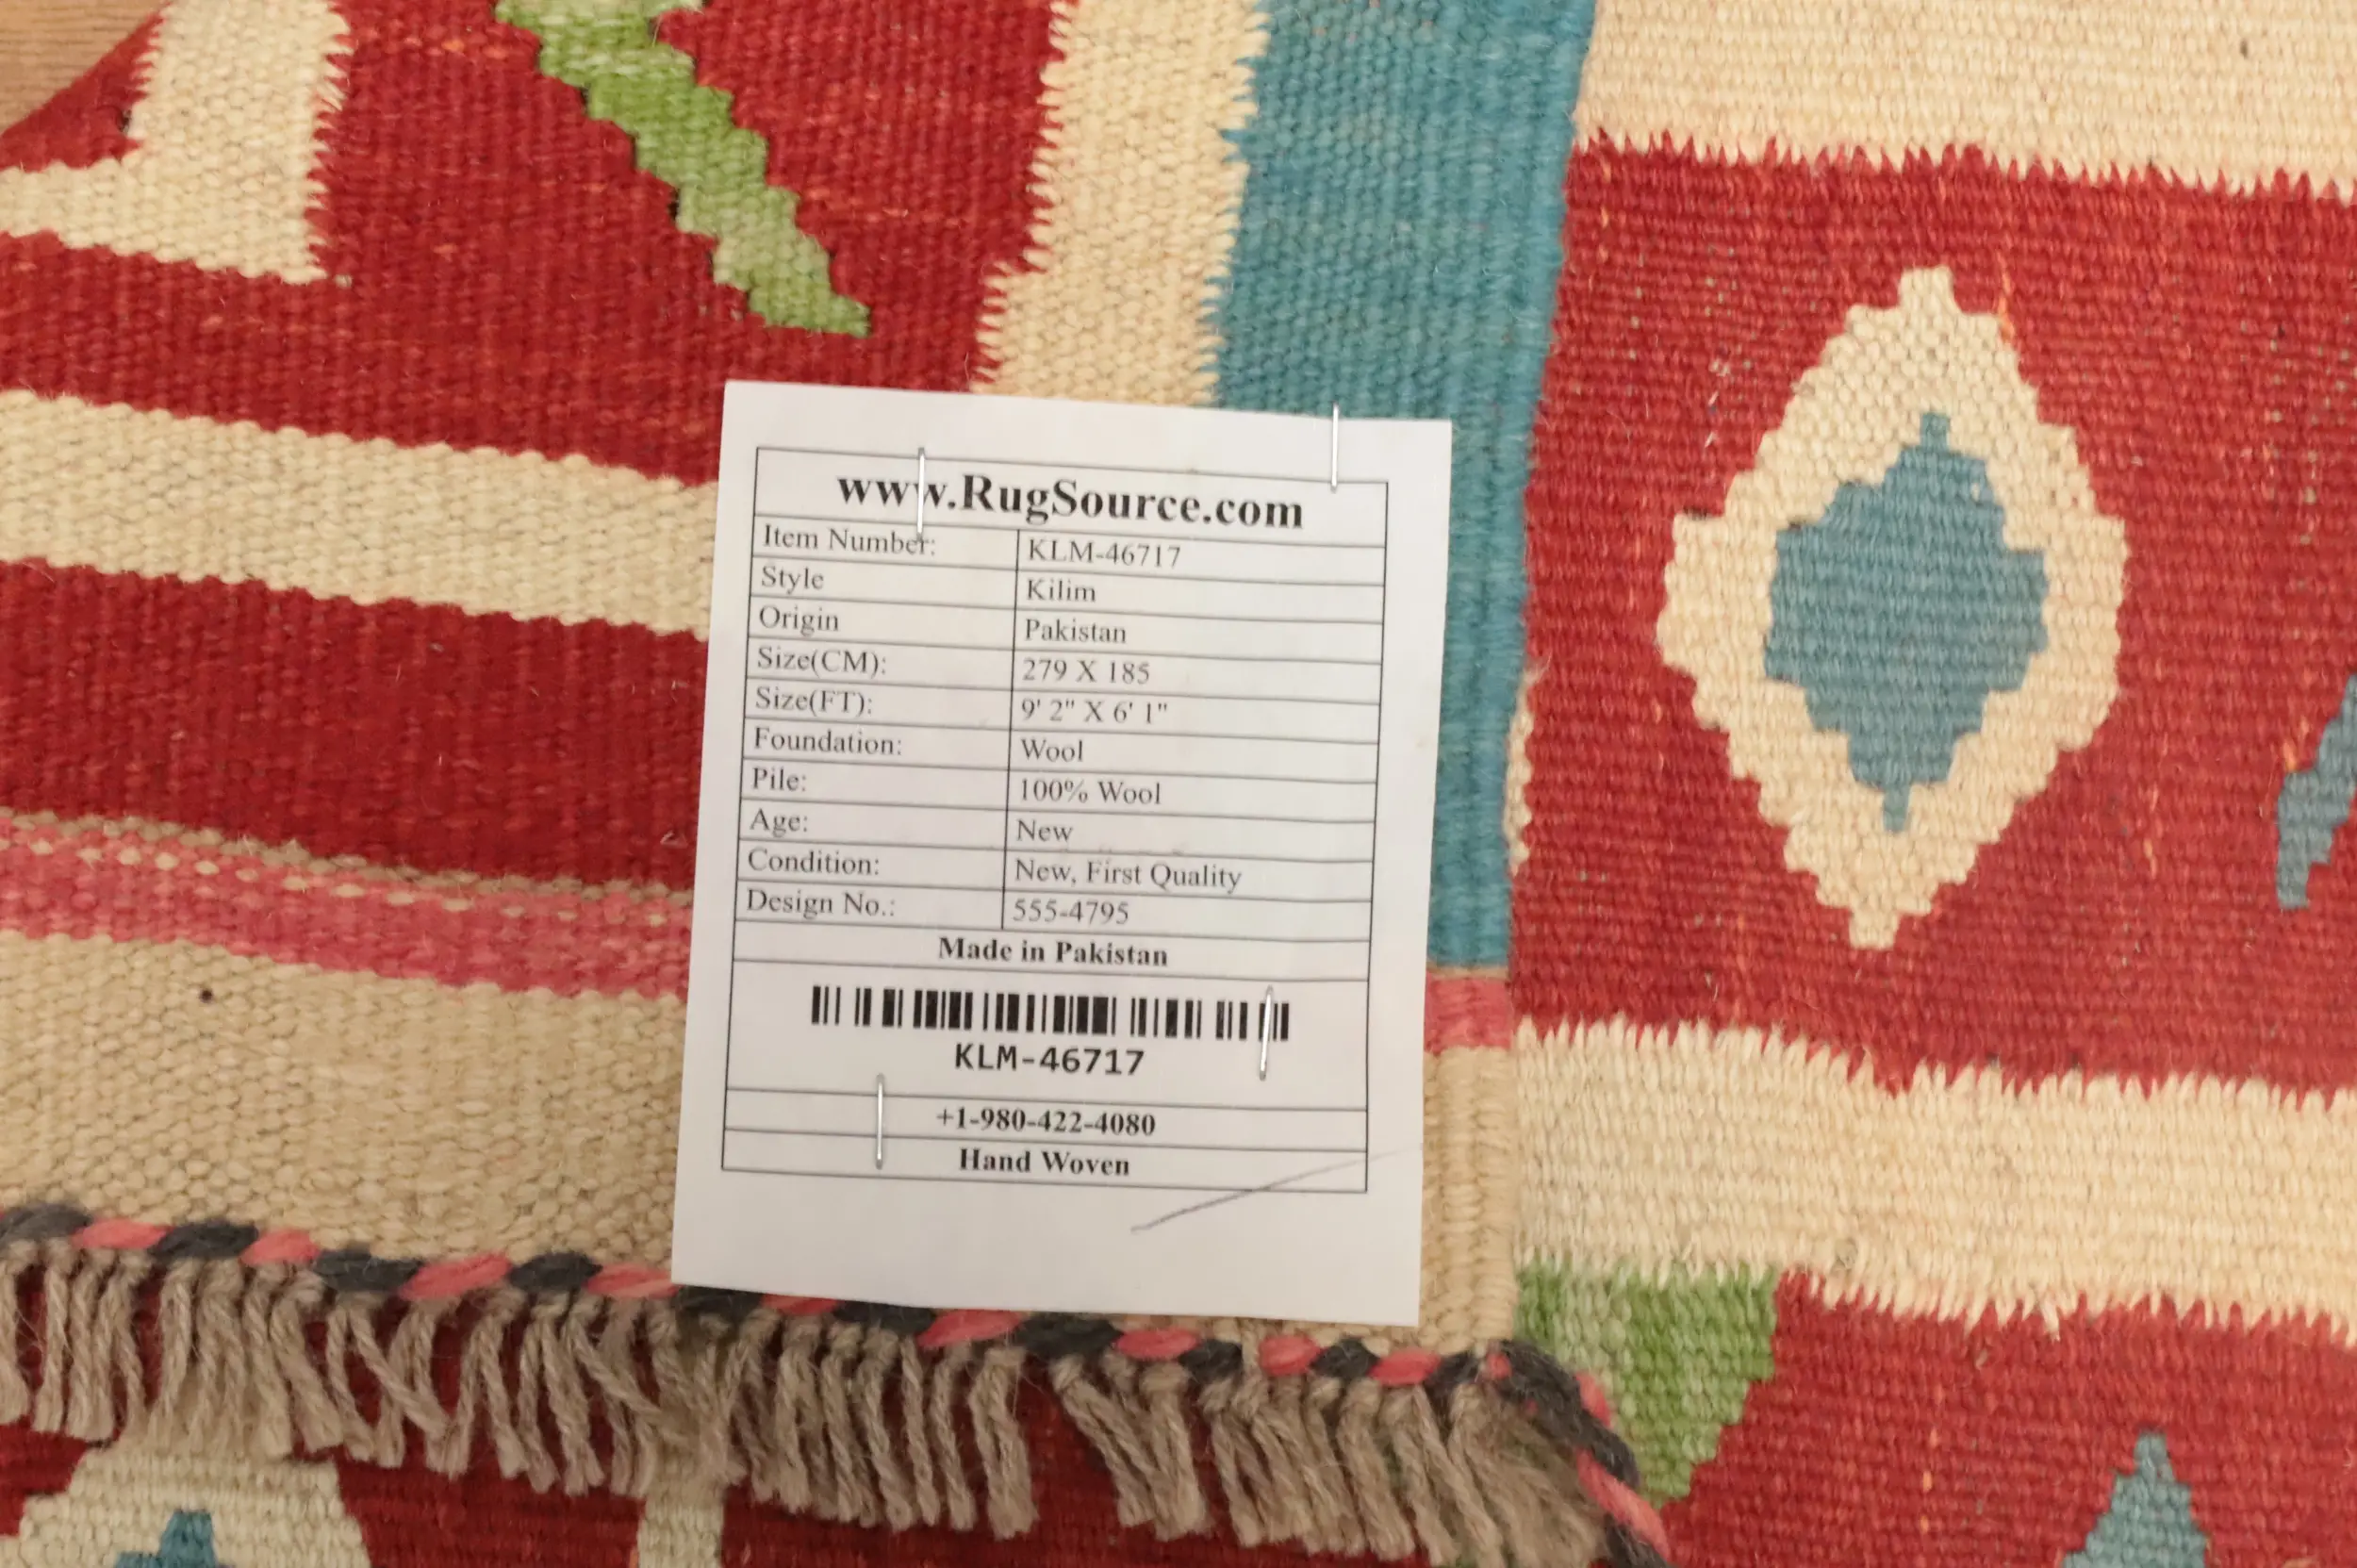 www.RugSource.com
Item Number: KLM-46717
Style Kilim
Origin Pakistan
Size(CM): 279 X 185
Size(FT): 9' 2" X 6' 1"
Foundation: Wool
Pile: 100% Wool
Age: New
Condition: New, First Quality
Design No.: 555-4795
Made in Pakistan
KLM-46717
+1-980-422-4080
Hand Woven